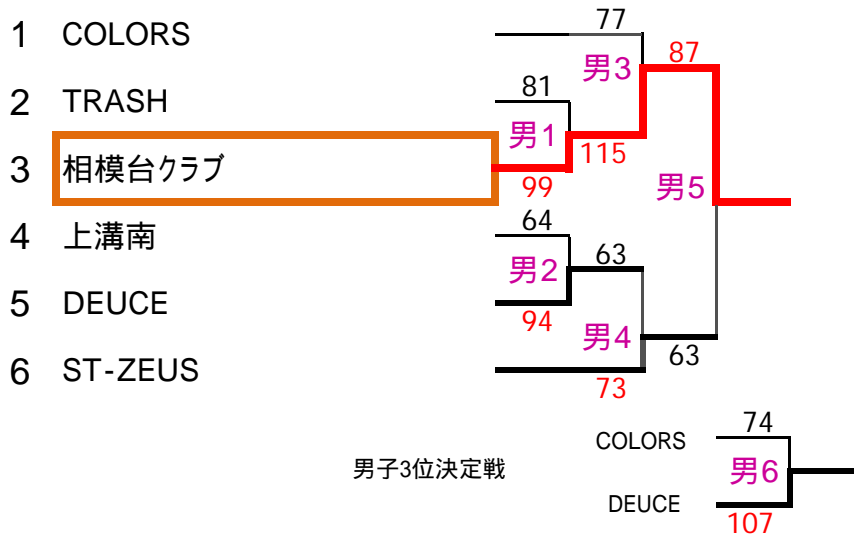 1 COLORS 77
男3 87
2 TRASH 81
男1 115
3 相模台クラブ 99
男5
4 上溝南 64
男2 63
5 DEUCE 94
男4 63
6 ST-ZEUS 73
男子3位決定戦
COLORS 74
男6
DEUCE 107